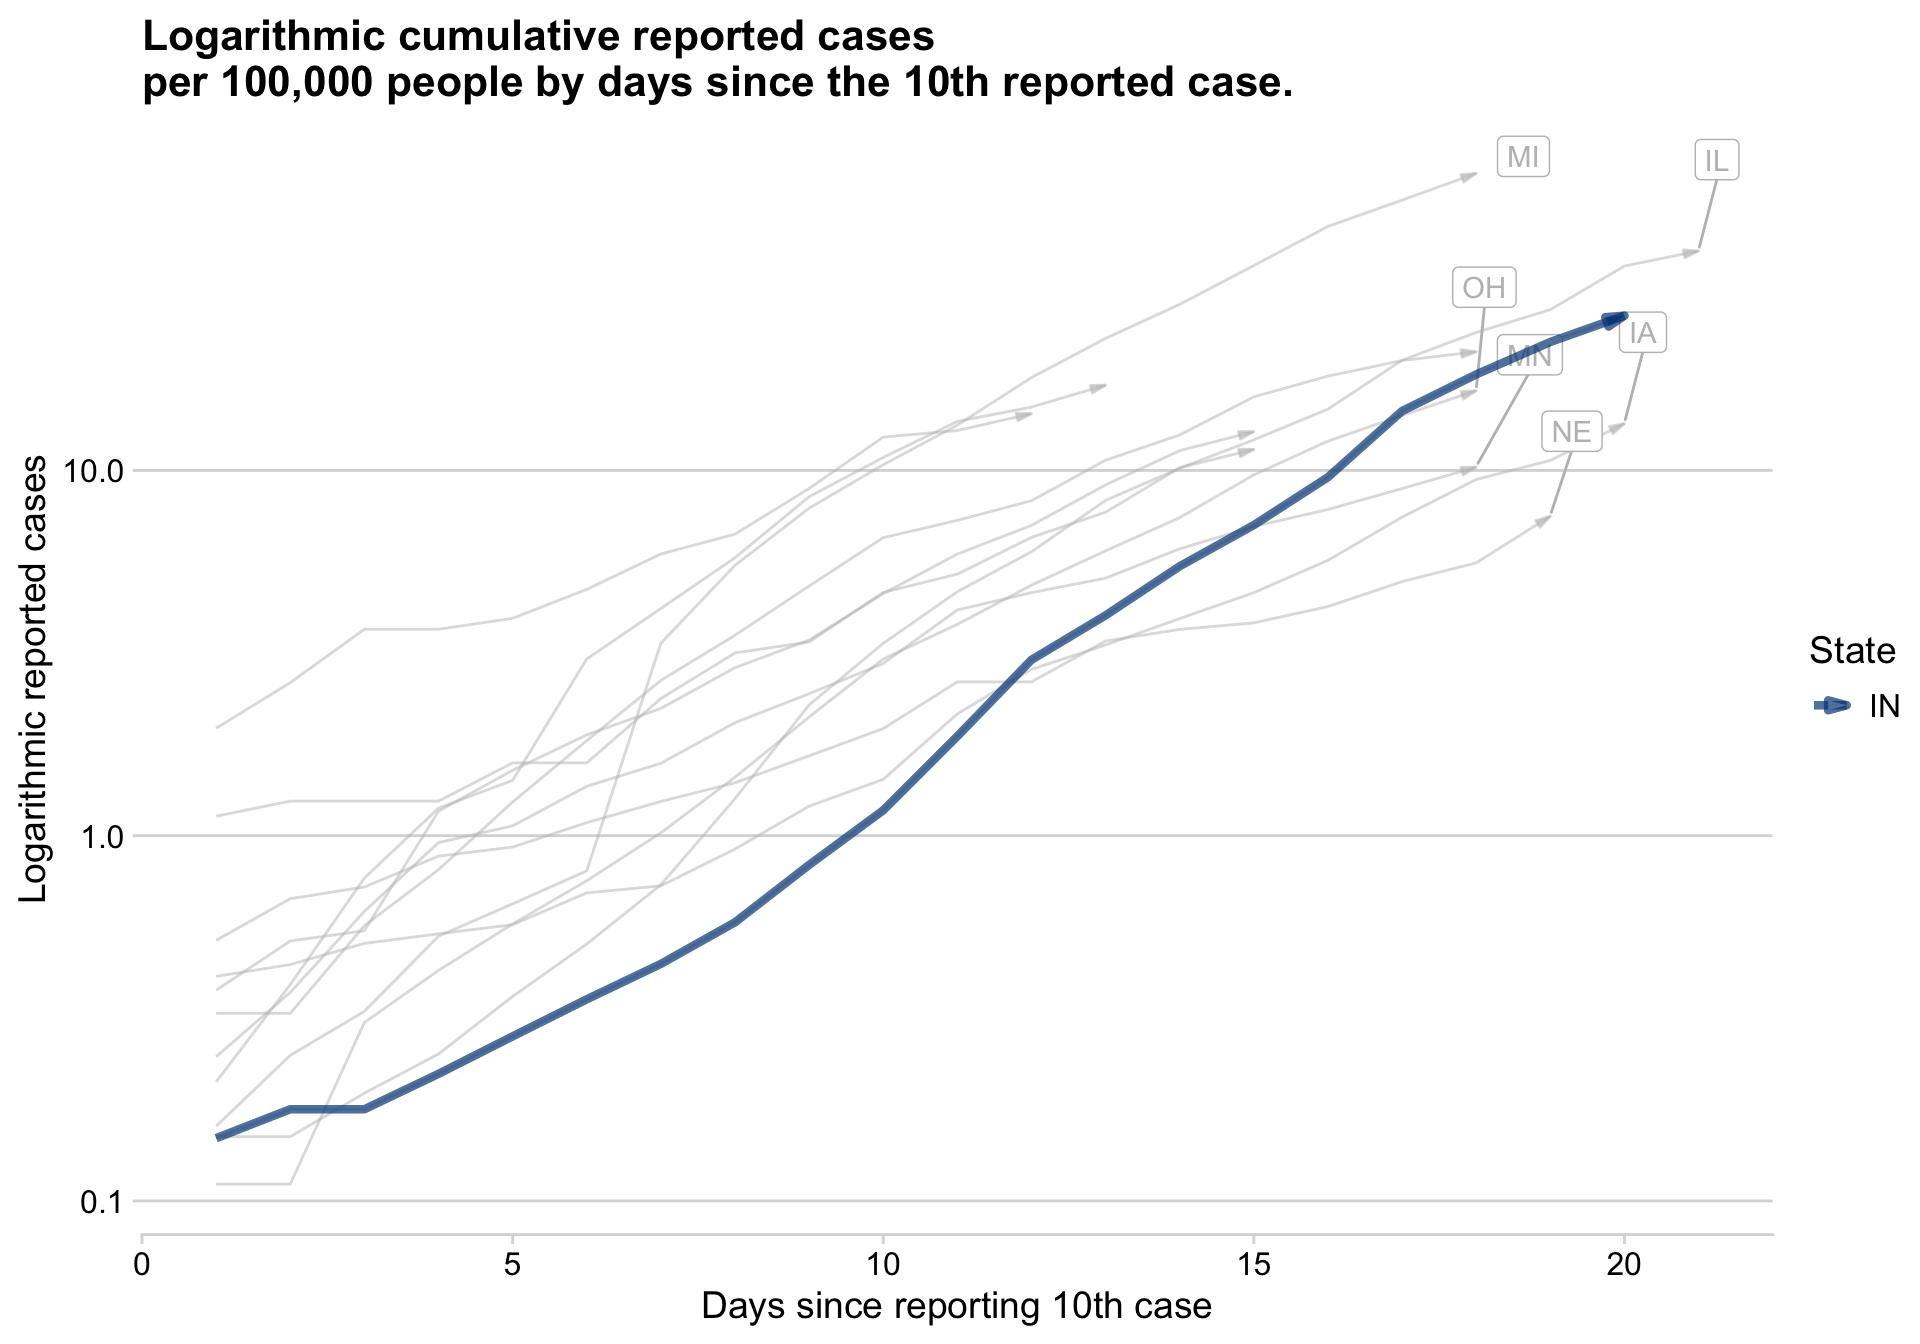 Logarithmic cumulative reported cases
per 100,000 people by days since the 10th reported case.
MI
IL
OH
IA
MN
NE
Logarithmic reported cases
10.0
1.0
0.1
State
IN
0
5
10
15
20
Days since reporting 10th case